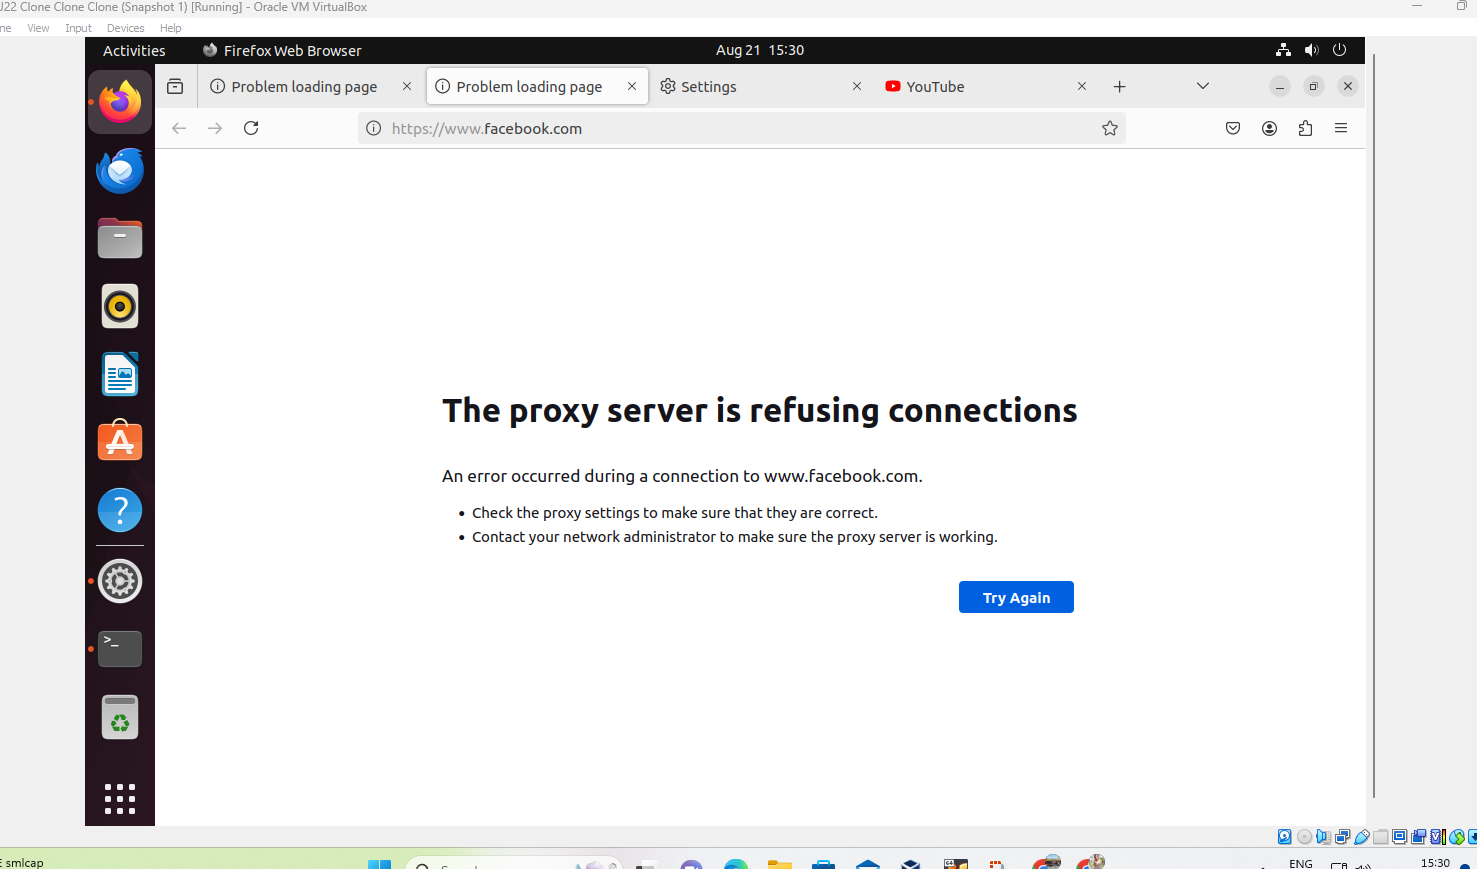 J22 Clone Clone Clone (Snapshot 1) [Running] - Oracle VM VirtualBox
View Input Devices Help
Activities Firefox Web Browser Aug 21 15:30
Problem loading page Problem loading page Settings YouTube
https://www.facebook.com
The proxy server is refusing connections
An error occurred during a connection to www.facebook.com.
• Check the proxy settings to make sure that they are correct.
• Contact your network administrator to make sure the proxy server is working.
Try Again
smlcap
ENG 15:30